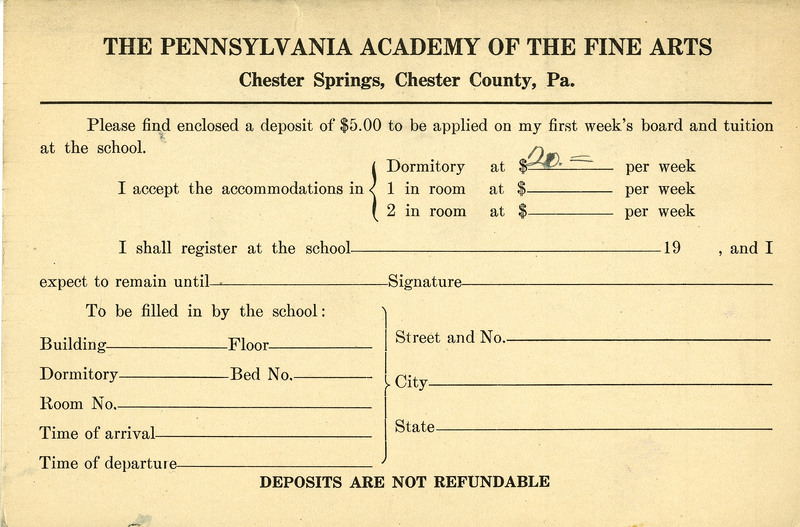 THE PENNSYLVANIA ACADEMY OF THE FINE ARTS
Chester Springs, Chester County, Pa.
Please find enclosed a deposit of $5.00 to be applied on my first week's board and tuition
at the school.
I accept the accommodations in
Dormitory at $20.= per week
1 in room at $ per week
2 in room at $ per week
I shall register at the school 19 , and I
expect to remain until Signature
To be filled in by the school:
Building Floor
Dormitory Bed No.
Room No.
Time of arrival
Time of departure
Street and No.
City
State
DEPOSITS ARE NOT REFUNDABLE